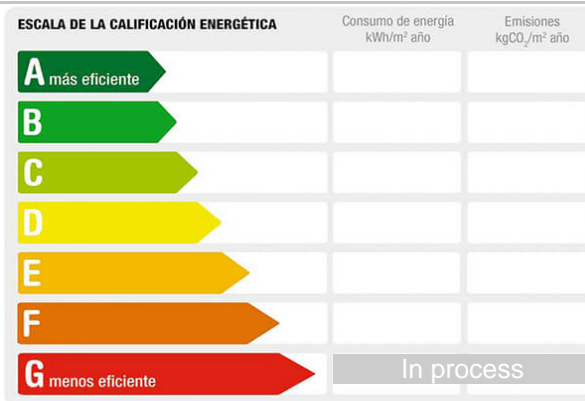 ESCALA DE LA CALIFICACIÓN ENERGÉTICA
Consumo de energía
kWh/m² año
Emisiones
kgCO₂/m² año
A más eficiente
B
C
D
E
F
G menos eficiente
In process